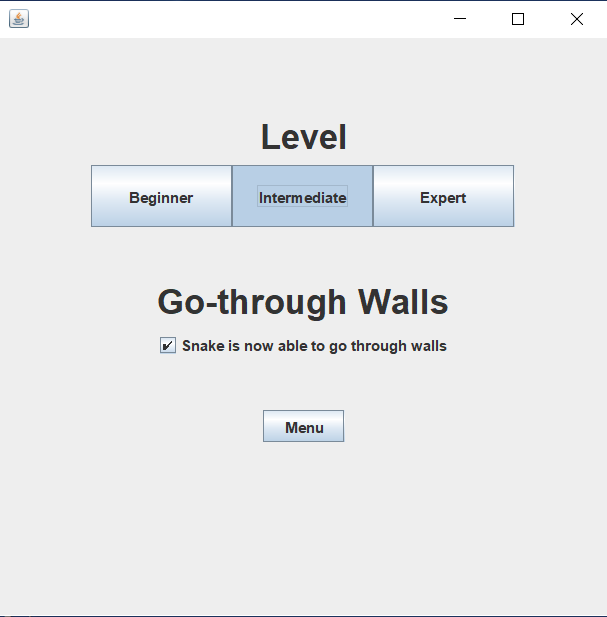 Level
Beginner Intermediate Expert
Go-through Walls
Snake is now able to go through walls
Menu